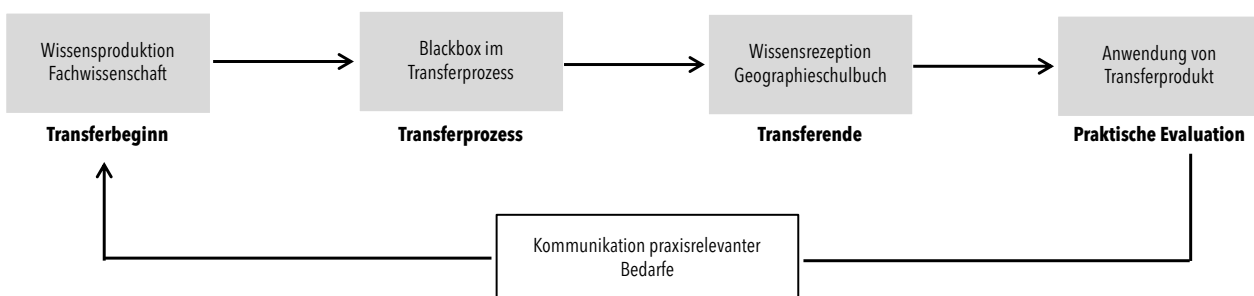 Wissensproduktion
Fachwissenschaft
Transferbeginn
Blackbox im
Transferprozess
Transferprozess
Wissensrezeption
Geographieschulbuch
Transferende
Anwendung von
Transferprodukt
Praktische Evaluation
Kommunikation praxisrelevanter
Bedarfe